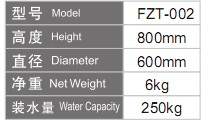 型号 Model FZT-002
高度 Height 800mm
直径 Diameter 600mm
净重 Net Weight 6kg
装水量 Water Capacity 250kg